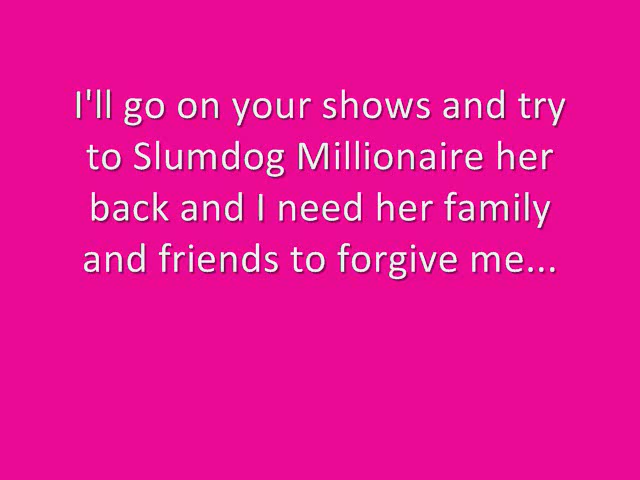 I'll go on your shows and try
to Slumdog Millionaire her
back and I need her family
and friends to forgive me...